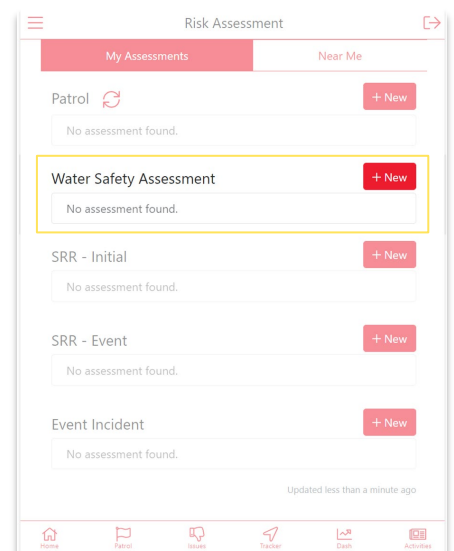 Risk Assessment
My Assessments Near Me
Patrol + New
No assessment found.
Water Safety Assessment + New
No assessment found.
SRR - Initial + New
No assessment found.
SRR - Event + New
No assessment found.
Event Incident + New
No assessment found.
Updated less than a minute ago
Home Patrol Issues Tracker Dash Activities